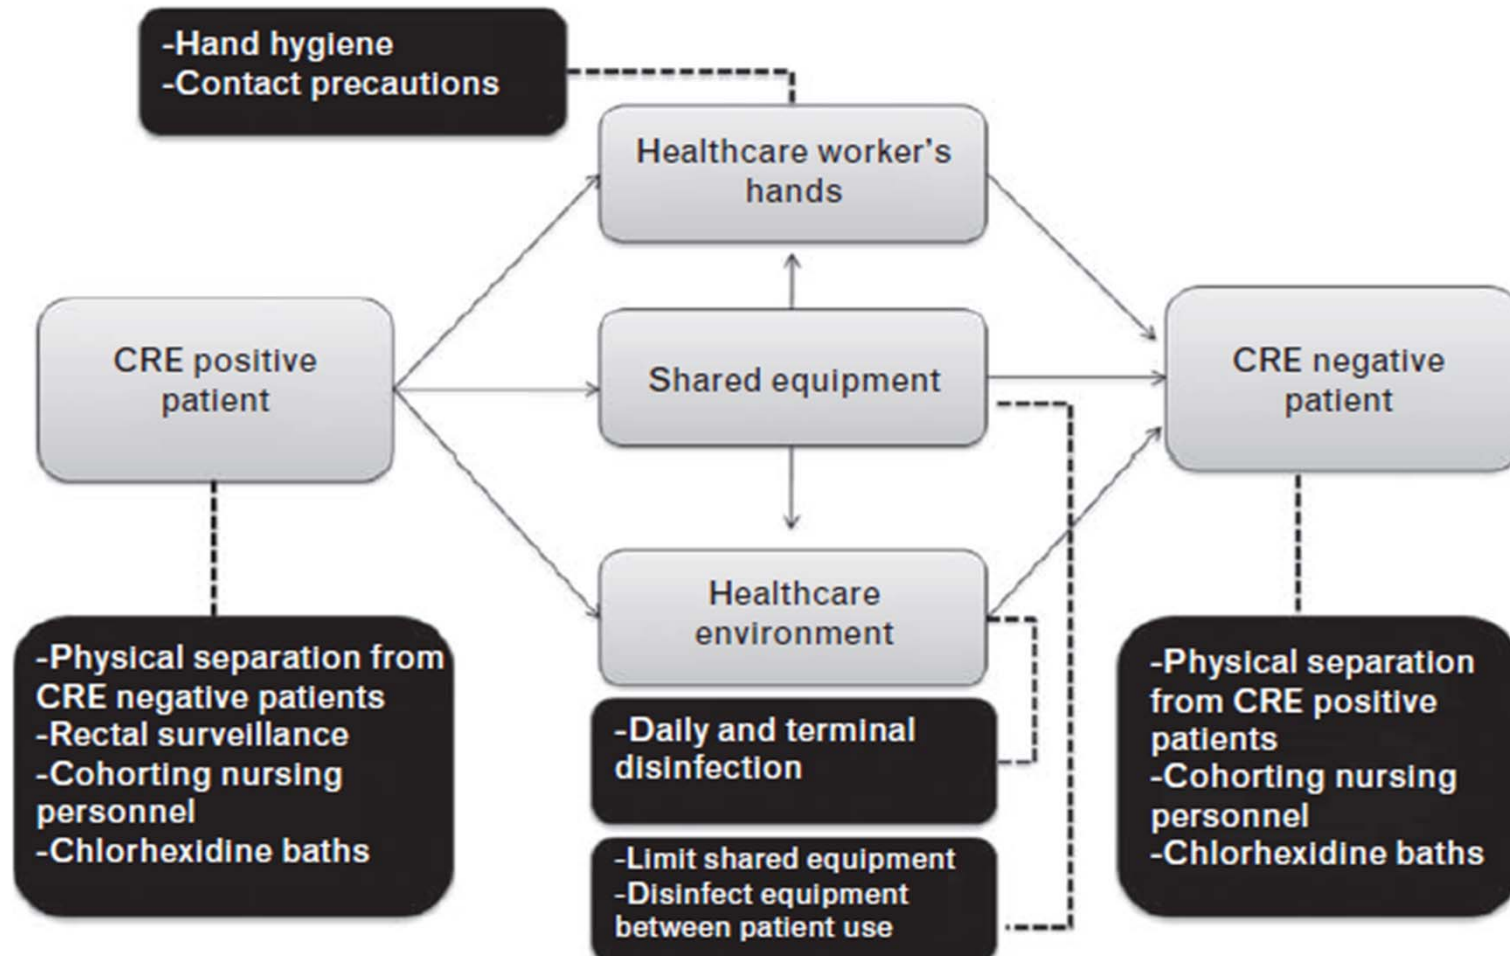 -Hand hygiene
-Contact precautions
Healthcare worker's
hands
CRE positive
patient
Shared equipment
CRE negative
patient
Healthcare
environment
-Physical separation from
CRE negative patients
-Rectal surveillance
-Cohorting nursing
personnel
-Chlorhexidine baths
-Daily and terminal
disinfection
-Limit shared equipment
-Disinfect equipment
between patient use
-Physical separation
from CRE positive
patients
-Cohorting nursing
personnel
-Chlorhexidine baths